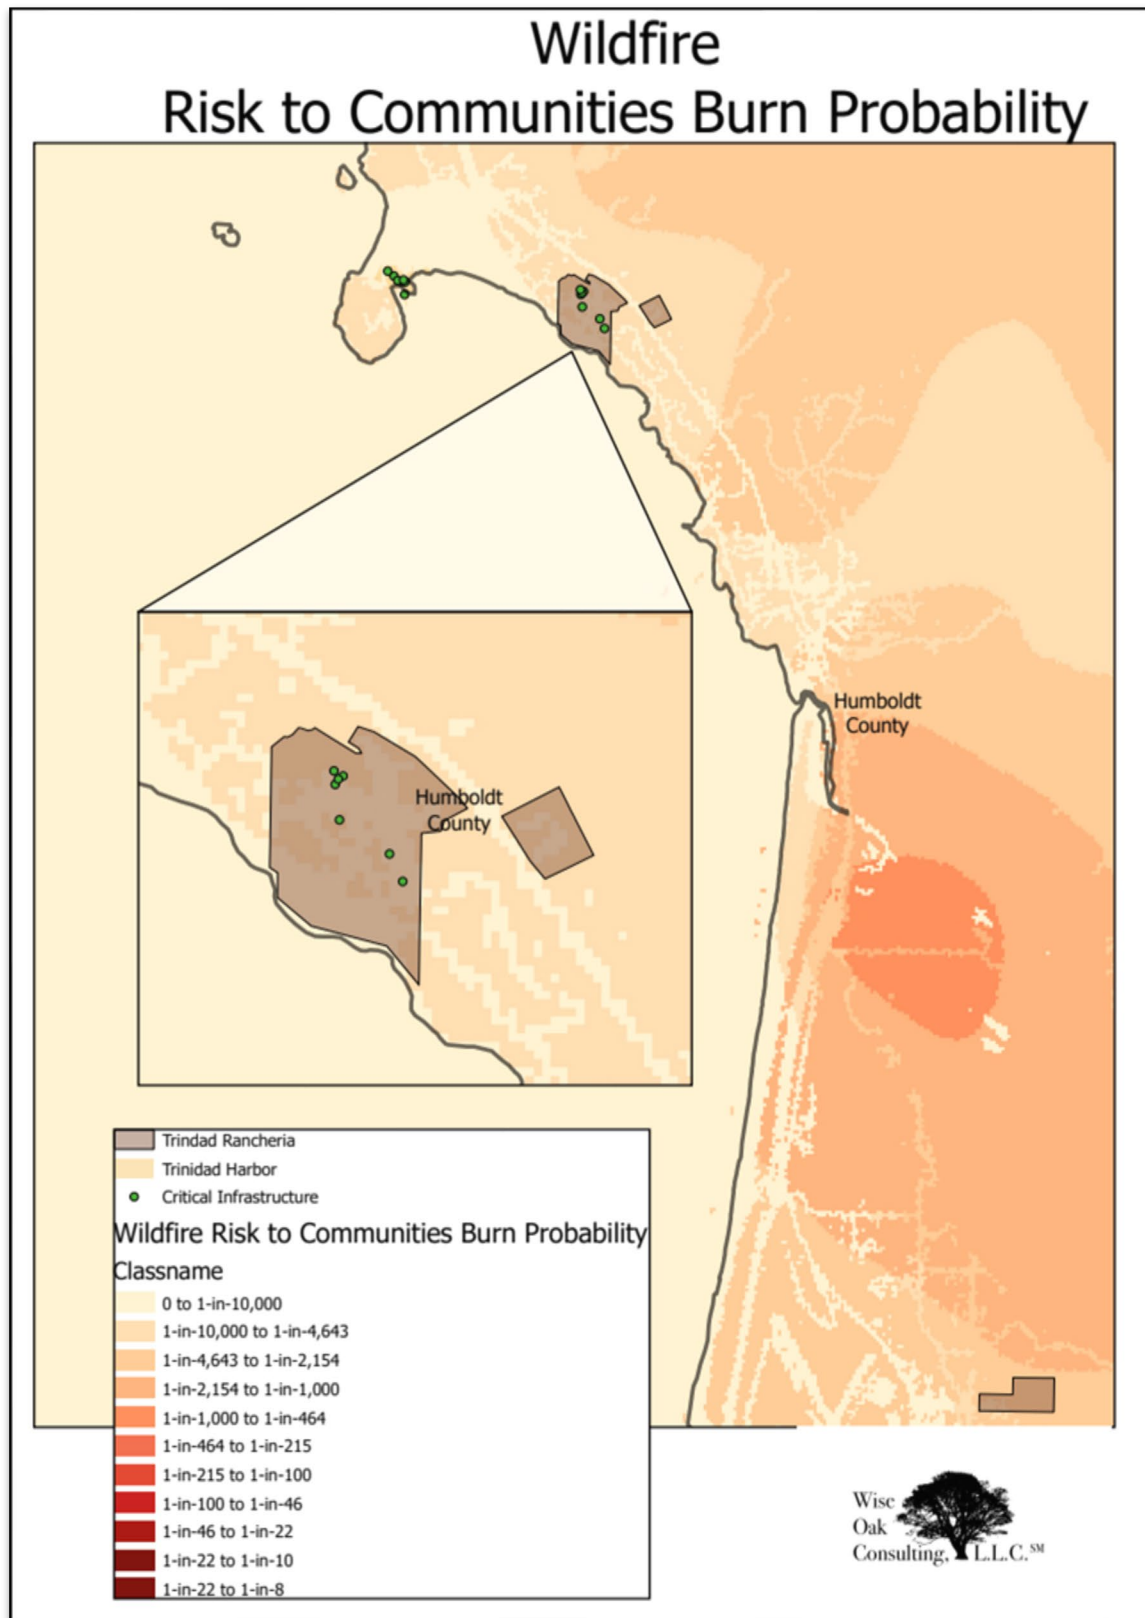 Wildfire
Risk to Communities Burn Probability
Humboldt
County
Humboldt
County
Trindad Rancheria
Trinidad Harbor
Critical Infrastructure
Wildfire Risk to Communities Burn Probability
Classname
0 to 1-in-10,000
1-in-10,000 to 1-in-4,643
1-in-4,643 to 1-in-2,154
1-in-2,154 to 1-in-1,000
1-in-1,000 to 1-in-464
1-in-464 to 1-in-215
1-in-215 to 1-in-100
1-in-100 to 1-in-46
1-in-46 to 1-in-22
1-in-22 to 1-in-10
1-in-22 to 1-in-8
Wise
Oak
Consulting, L.L.C.℠